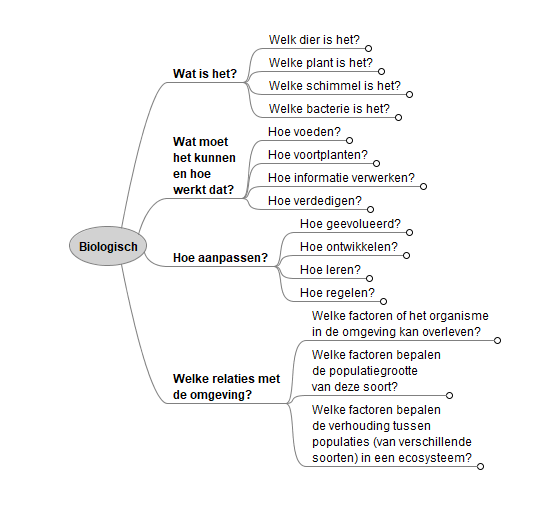 Biologisch
Wat is het?
Welk dier is het?
Welke plant is het?
Welke schimmel is het?
Welke bacterie is het?
Wat moet
het kunnen
en hoe
werkt dat?
Hoe voeden?
Hoe voortplanten?
Hoe informatie verwerken?
Hoe verdedigen?
Hoe aanpassen?
Hoe geevolueerd?
Hoe ontwikkelen?
Hoe leren?
Hoe regelen?
Welke relaties met
de omgeving?
Welke factoren of het organisme
in de omgeving kan overleven?
Welke factoren bepalen
de populatiegrootte
van deze soort?
Welke factoren bepalen
de verhouding tussen
populaties (van verschillende
soorten) in een ecosysteem?